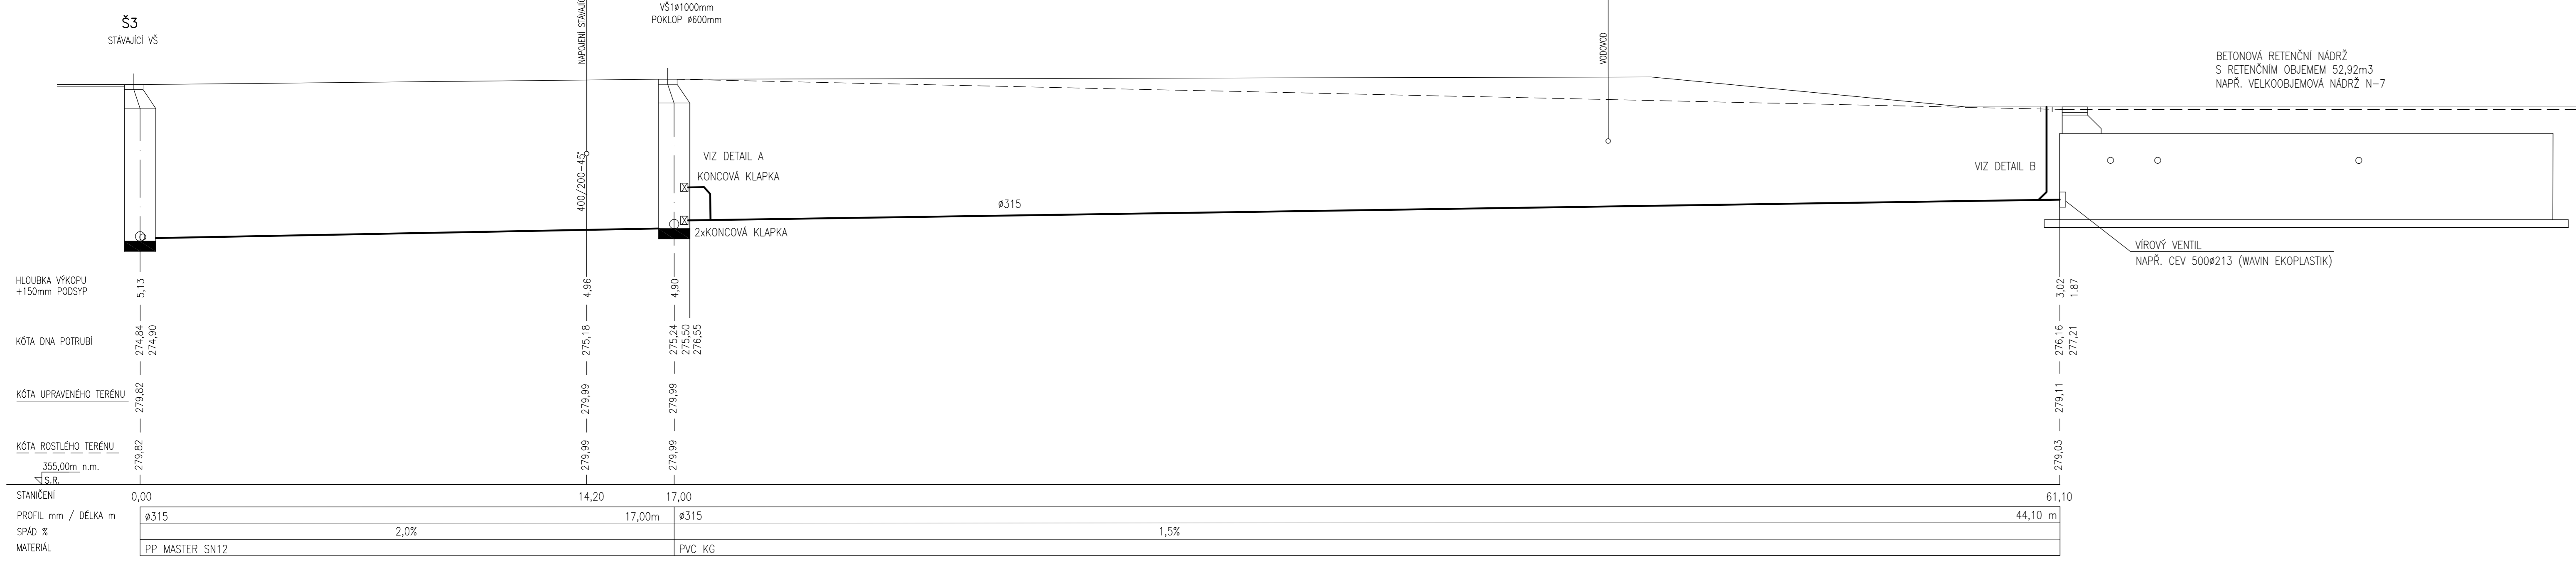 Š3
STÁVAJÍCÍ VŠ
NAPOJENÍ STÁVAJÍC
VŠ1ø1000mm
POKLOP ø600mm
VODOVOD
BETONOVÁ RETENČNÍ NÁDRŽ
S RETENČNÍM OBJEMEM 52,92m3
NAPŘ. VELKOOBJEMOVÁ NÁDRŽ N-7
400/200-45°
VIZ DETAIL A
KONCOVÁ KLAPKA
2xKONCOVÁ KLAPKA
ø315
VIZ DETAIL B
VÍROVÝ VENTIL
NAPŘ. CEV 500ø213 (WAVIN EKOPLASTIK)
HLOUBKA VÝKOPU
+150mm PODSYP
5,13
4,96
4,90
3,02
1.87
KÓTA DNA POTRUBÍ
274,84
274,90
275,18
275,24
275,50
276,55
276,16
277,21
KÓTA UPRAVENÉHO TERÉNU
279,82
279,99
279,99
279,11
KÓTA ROSTLÉHO TERÉNU
279,82
279,99
279,99
279,03
355,00m n.m.
S.R.
STANIČENÍ
0,00
14,20
17,00
61,10
PROFIL mm / DÉLKA m
ø315
17,00m
ø315
44,10 m
SPÁD %
2,0%
1,5%
MATERIÁL
PP MASTER SN12
PVC KG